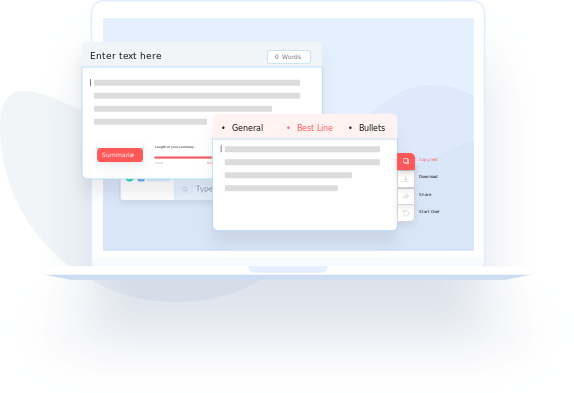 Enter text here
0 Words
General
Best Line
Bullets
Length of your summary :
Copy text
Download
Share
Start Over
Type